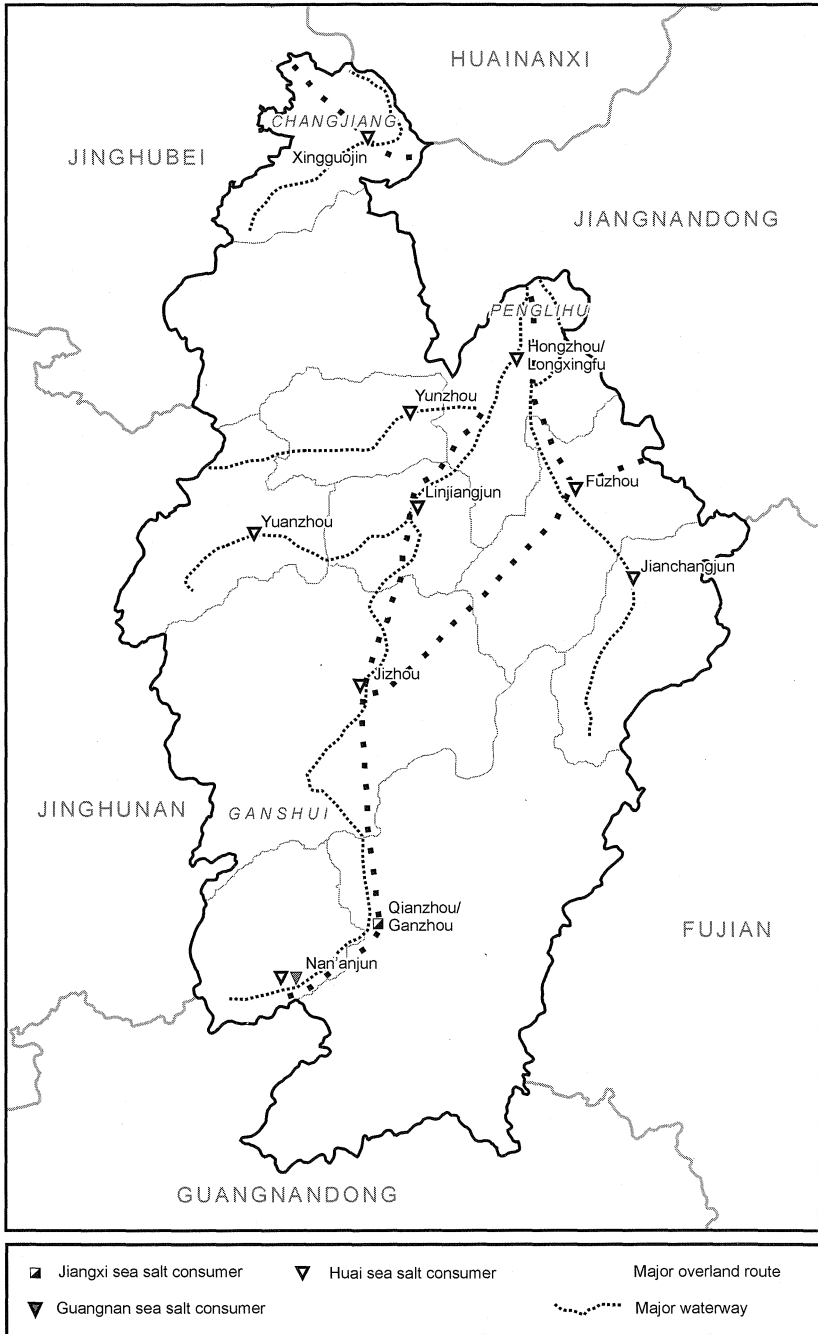 HUAINANXI
CHANGJIANG
JINGHUBEI
Xingguojin
JIANGNANDONG
PENGLIHU
Hongzhou/
Longxingfu
Yunzhou
Linjiangjun
Fuzhou
Yuanzhou
Jianchangjun
Jizhou
JINGHUNAN
GANSHUI
Qianzhou/
Ganzhou
FUJIAN
Nan'anjun
GUANGNANDONG
Jiangxi sea salt consumer
Huai sea salt consumer
Major overland route
Guangnan sea salt consumer
Major waterway